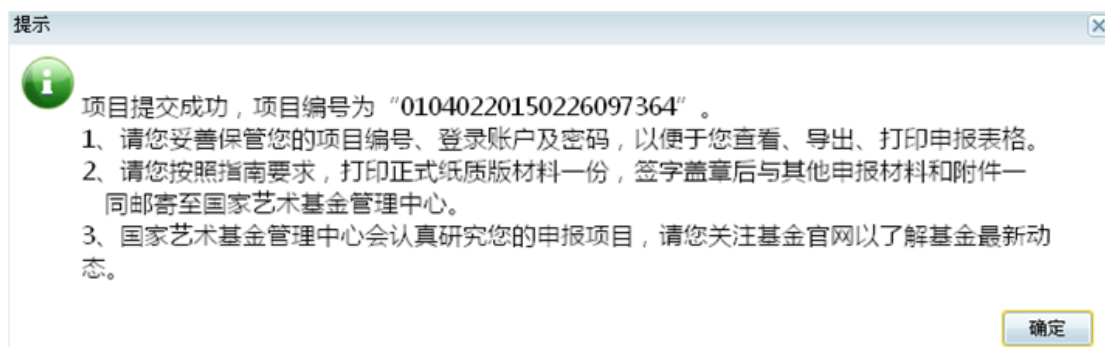 提示
项目提交成功，项目编号为“01040220150226097364”。
1、请您妥善保管您的项目编号、登录账户及密码，以便于您查看、导出、打印申报表格。
2、请您按照指南要求，打印正式纸质版材料一份，签字盖章后与其他申报材料和附件一
同邮寄至国家艺术基金管理中心。
3、国家艺术基金管理中心会认真研究您的申报项目，请您关注基金官网以了解基金最新动
态。
确定